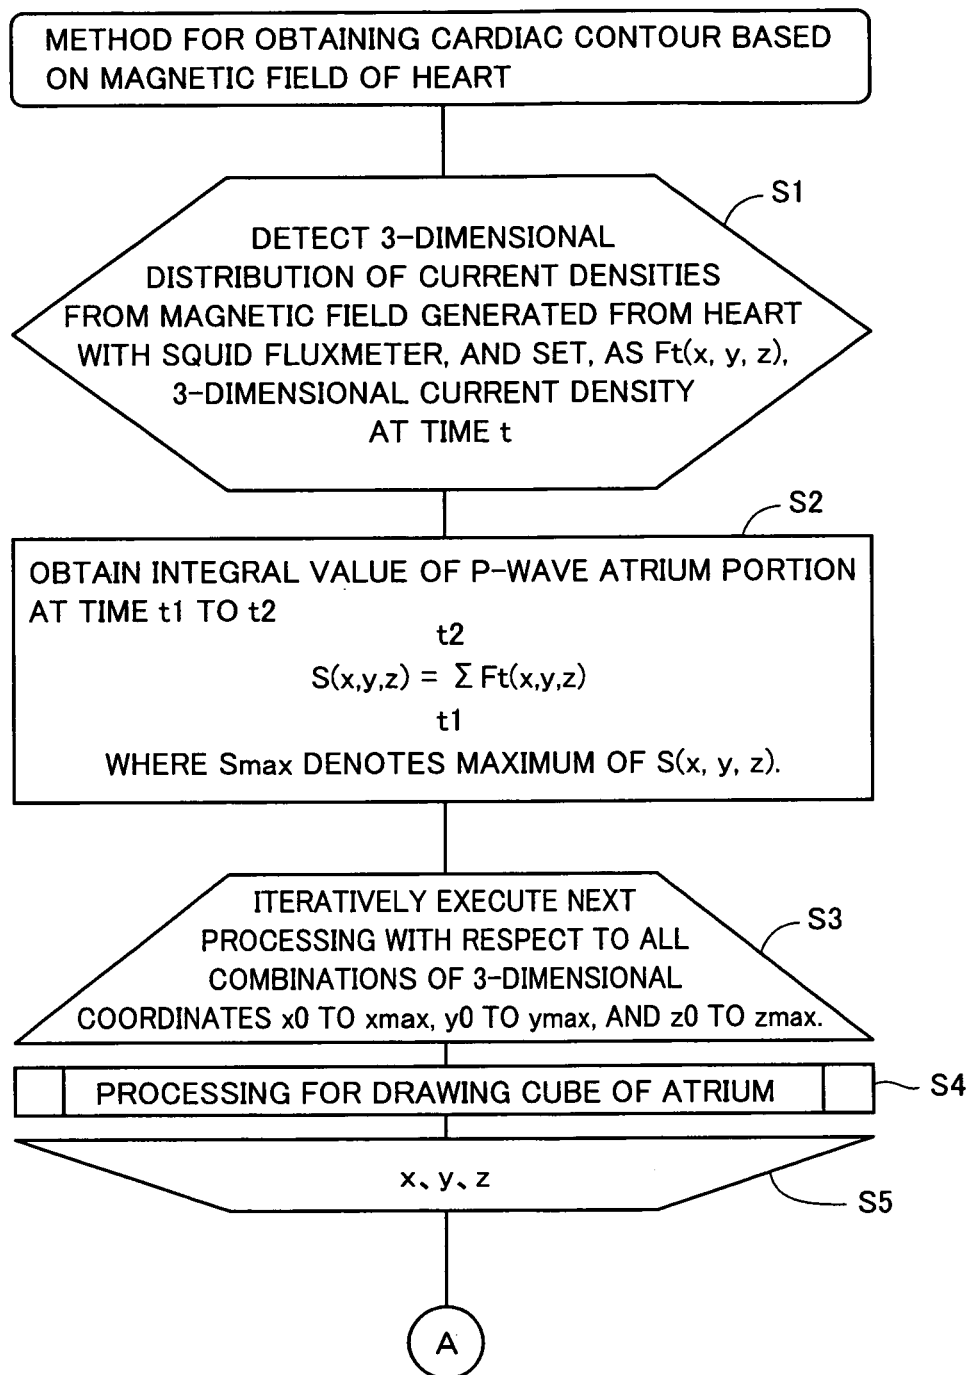 METHOD FOR OBTAINING CARDIAC CONTOUR BASED
ON MAGNETIC FIELD OF HEART
S1
DETECT 3-DIMENSIONAL
DISTRIBUTION OF CURRENT DENSITIES
FROM MAGNETIC FIELD GENERATED FROM HEART
WITH SQUID FLUXMETER, AND SET, AS Ft(x, y, z),
3-DIMENSIONAL CURRENT DENSITY
AT TIME t
S2
OBTAIN INTEGRAL VALUE OF P-WAVE ATRIUM PORTION
AT TIME t1 TO t2
t2
S(x,y,z) = Σ Ft(x,y,z)
t1
WHERE Smax DENOTES MAXIMUM OF S(x, y, z).
ITERATIVELY EXECUTE NEXT
S3
PROCESSING WITH RESPECT TO ALL
COMBINATIONS OF 3-DIMENSIONAL
COORDINATES x0 TO xmax, y0 TO ymax, AND z0 TO zmax.
PROCESSING FOR DRAWING CUBE OF ATRIUM
S4
x、y、z
S5
A